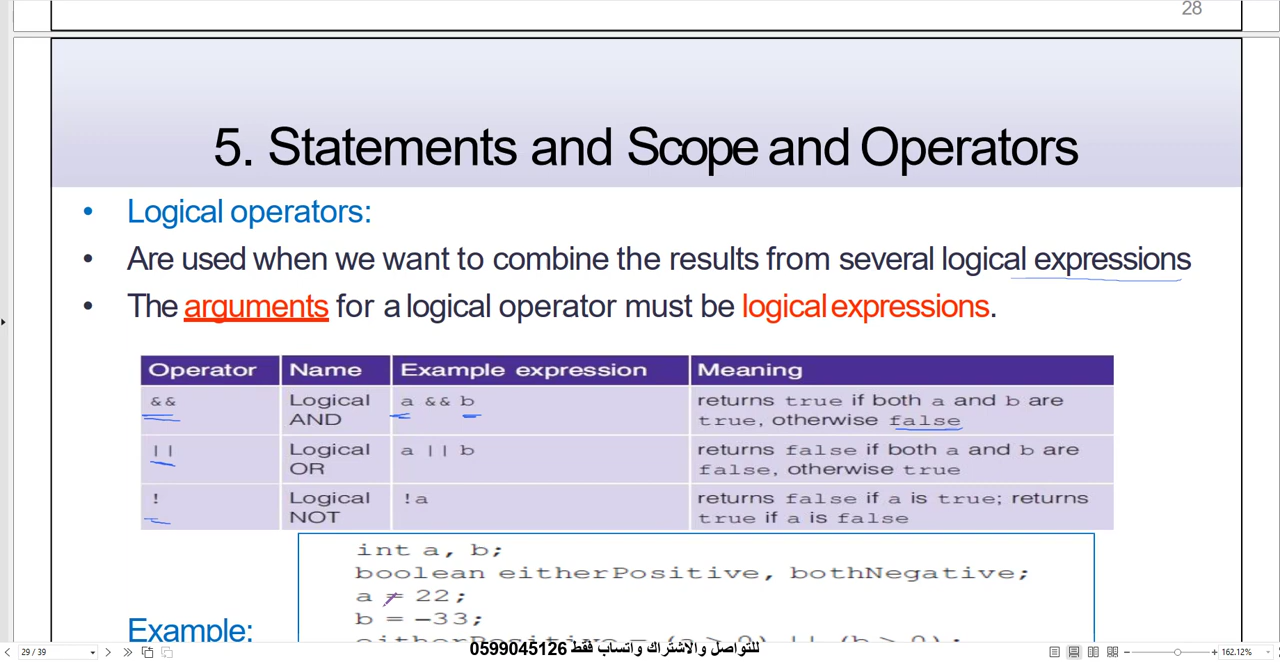 28
5. Statements and Scope and Operators
• Logical operators:
• Are used when we want to combine the results from several logical expressions
• The arguments for a logical operator must be logical expressions.
Operator Name Example expression Meaning
&& Logical AND a && b returns true if both a and b are true, otherwise false
|| Logical OR a || b returns false if both a and b are false, otherwise true
! Logical NOT !a returns false if a is true; returns true if a is false
int a, b;
boolean eitherPositive, bothNegative;
a = 22;
b = -33;
Example:
eitherPositive = (a > 0) || (b > 0);
للتواصل والاشتراك واتساب فقط 0599045126
29 / 39
162.12%